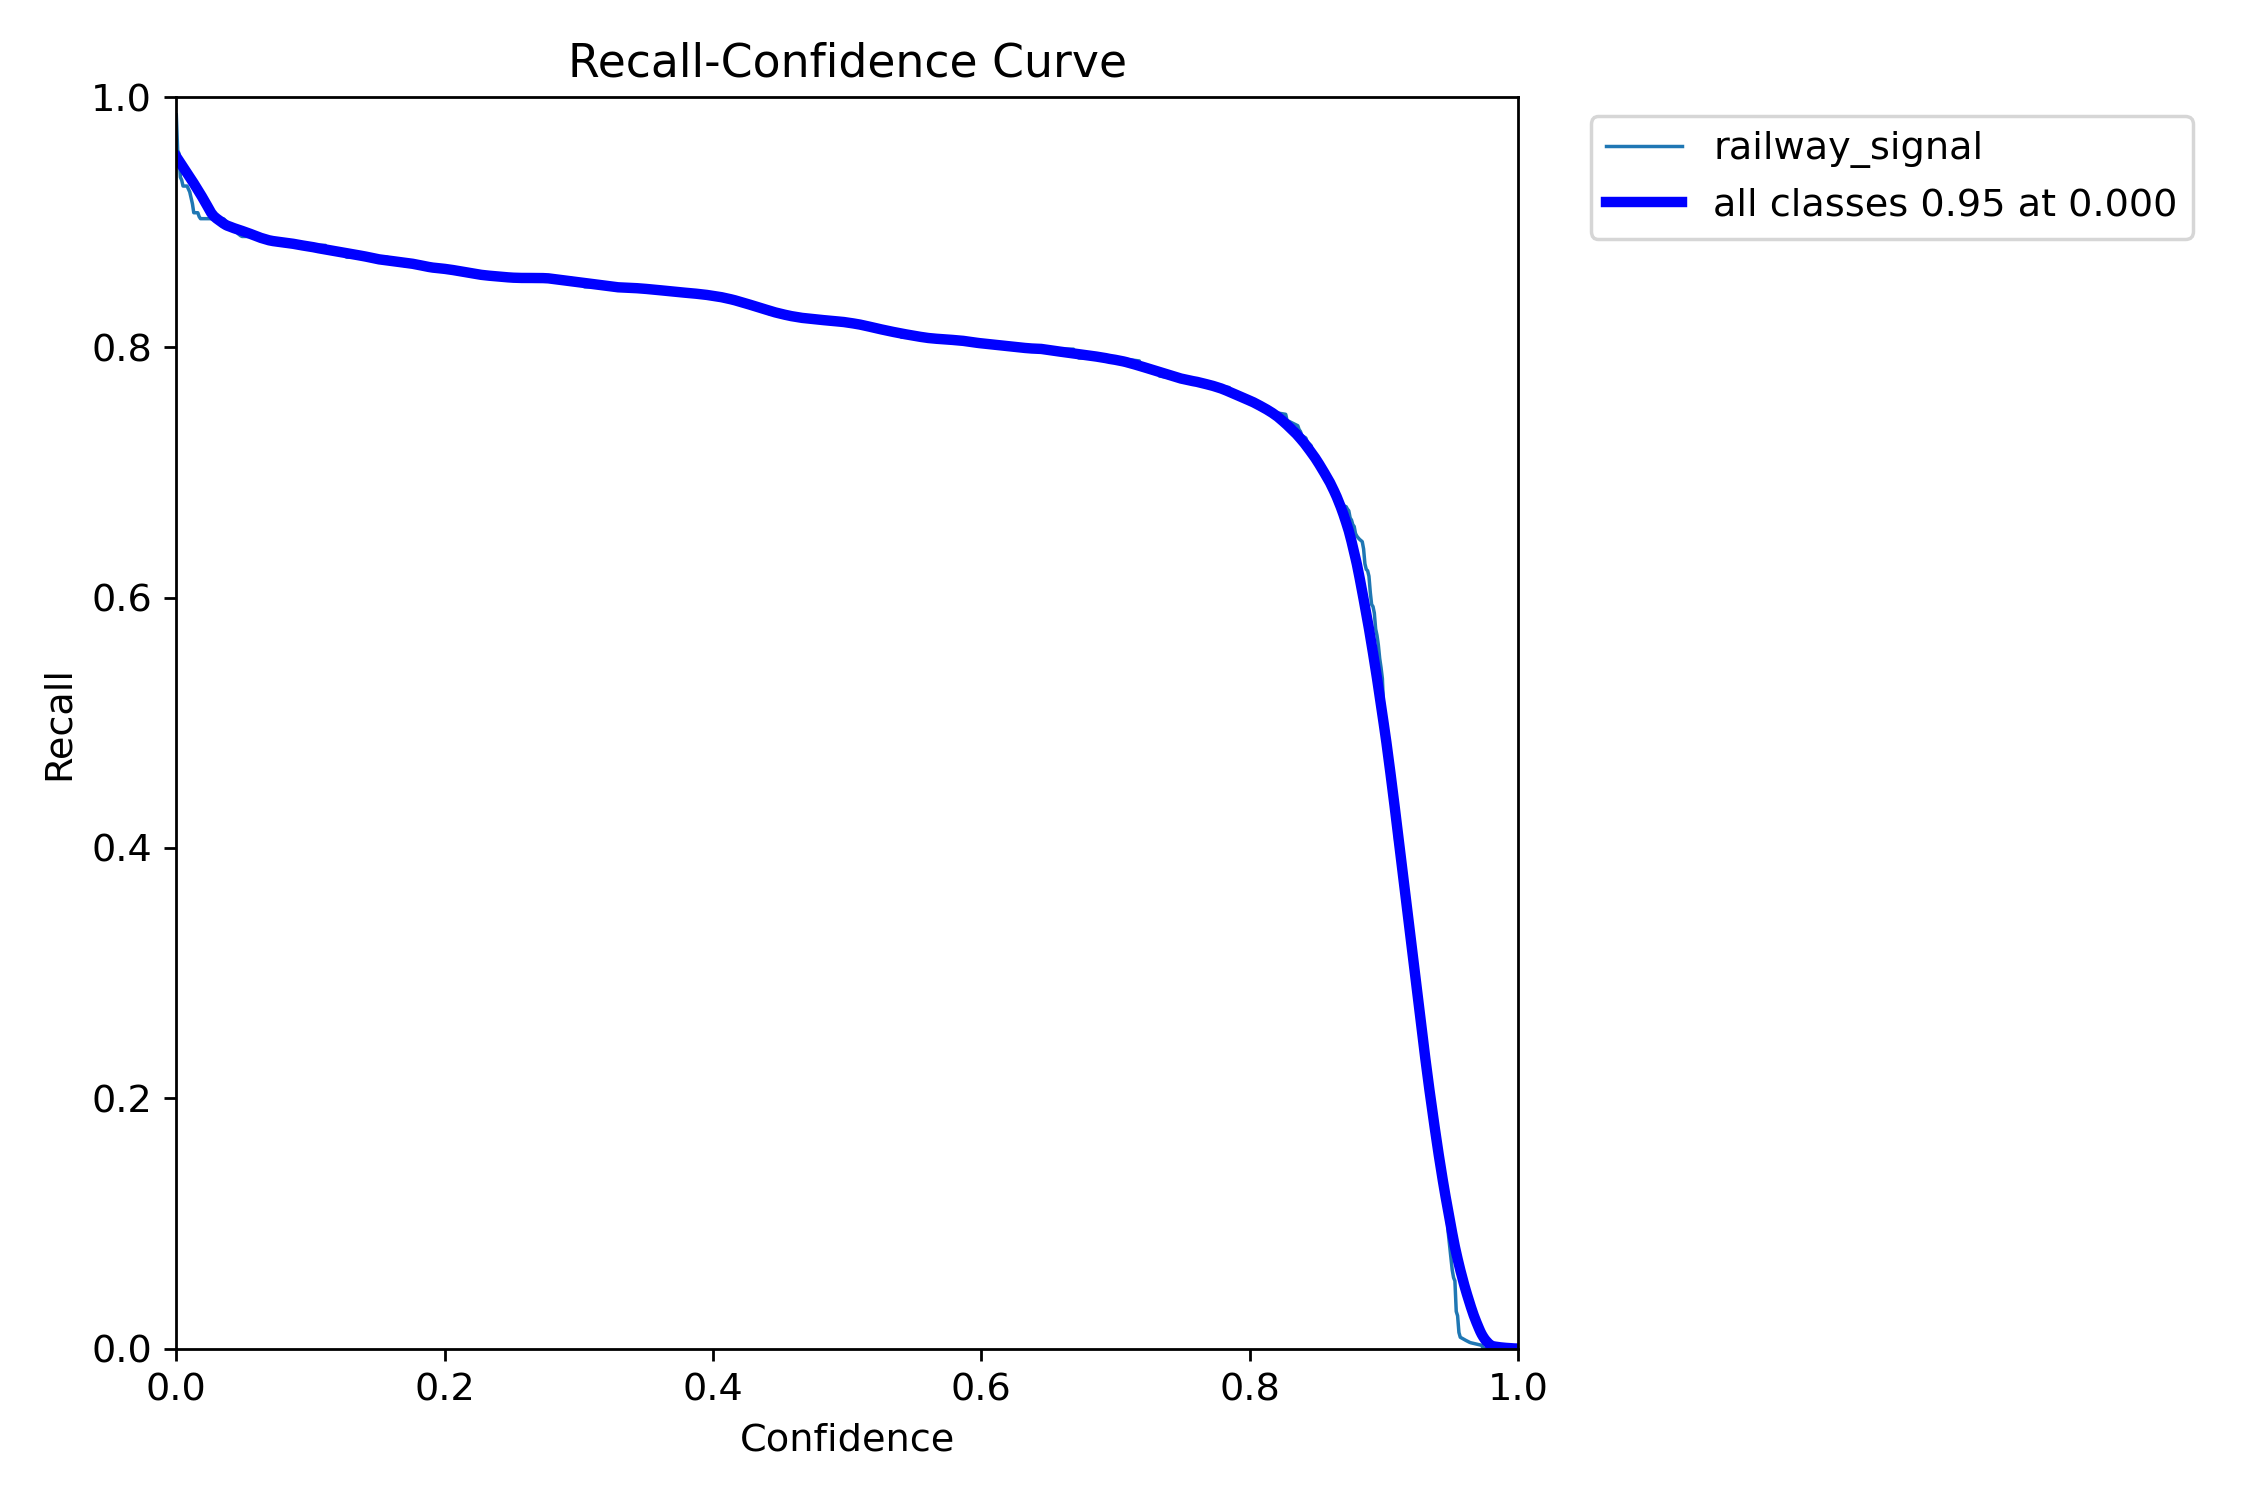 Recall-Confidence Curve
1.0
0.8
0.6
0.4
0.2
0.0
Recall
0.0 0.2 0.4 0.6 0.8 1.0
Confidence
railway_signal
all classes 0.95 at 0.000